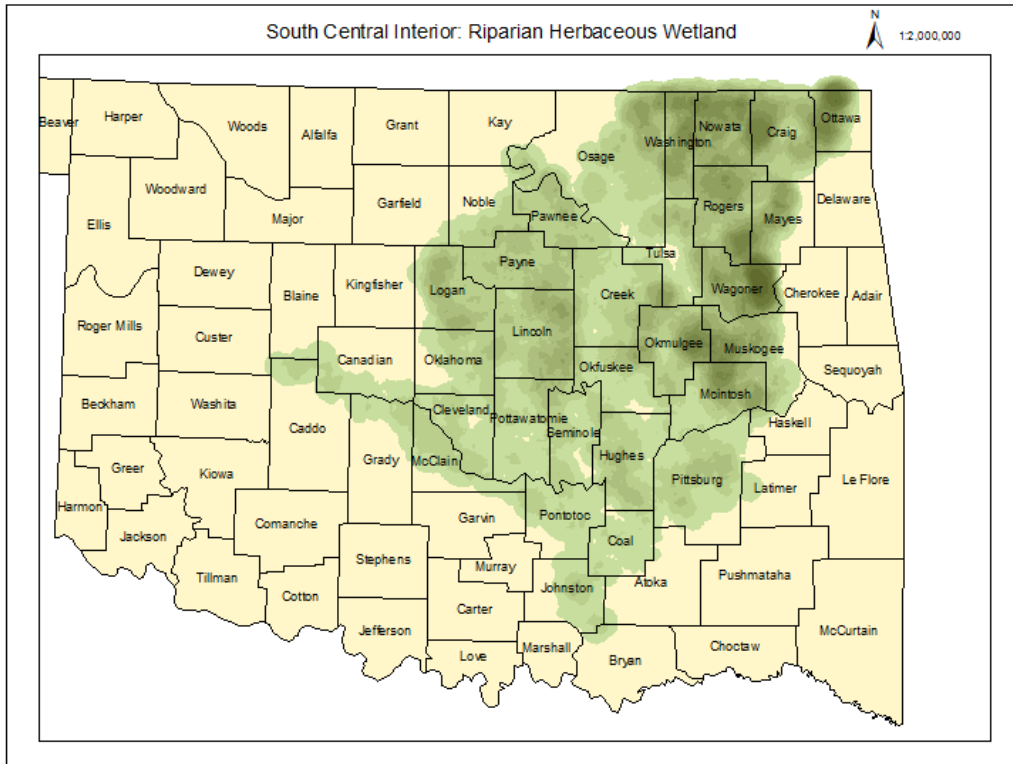 South Central Interior: Riparian Herbaceous Wetland
N
1:2,000,000
Beaver
Harper
Woods
Alfalfa
Grant
Kay
Osage
Washington
Nowata
Craig
Ottawa
Woodward
Ellis
Major
Garfield
Noble
Pawnee
Rogers
Mayes
Delaware
Dewey
Blaine
Kingfisher
Logan
Payne
Creek
Tulsa
Wagoner
Cherokee
Adair
Roger Mills
Custer
Canadian
Oklahoma
Lincoln
Okfuskee
Okmulgee
Muskogee
Sequoyah
Beckham
Washita
Caddo
Grady
Cleveland
McClain
Pottawatomie
Seminole
Hughes
McIntosh
Haskell
Pittsburg
Latimer
Le Flore
Greer
Kiowa
Harmon
Jackson
Comanche
Garvin
Pontotoc
Coal
Tillman
Cotton
Stephens
Murray
Carter
Johnston
Atoka
Pushmataha
Jefferson
Love
Marshall
Bryan
Choctaw
McCurtain